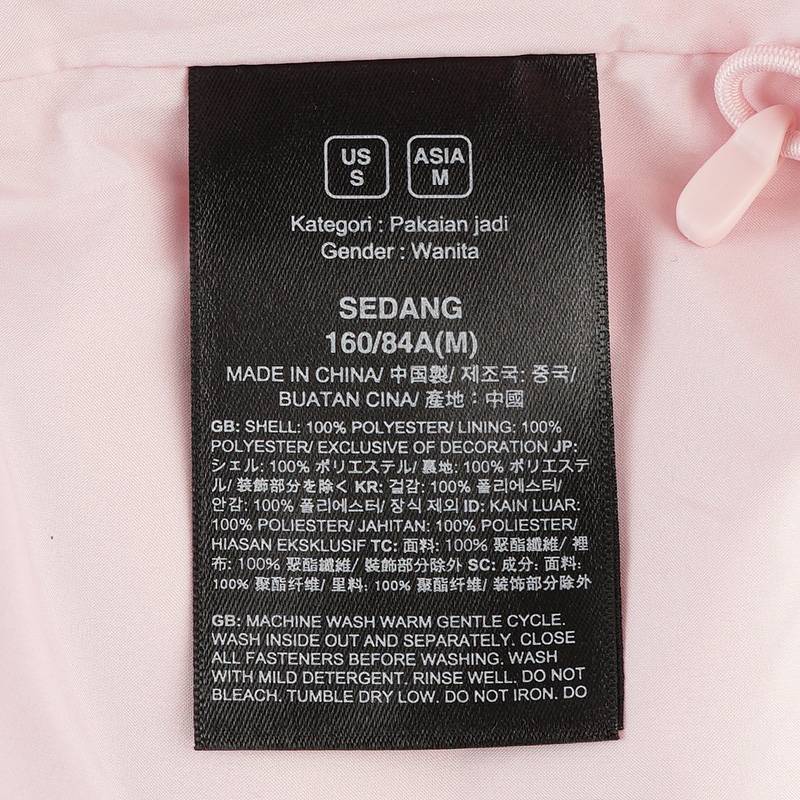 US
S
ASIA
M
Kategori : Pakaian jadi
Gender : Wanita
SEDANG
160/84A(M)
MADE IN CHINA/ 中国製/ 제조국: 중국/
BUATAN CINA/ 產地：中國
GB: SHELL: 100% POLYESTER/ LINING: 100%
POLYESTER/ EXCLUSIVE OF DECORATION JP:
シェル: 100% ポリエステル/ 裏地: 100% ポリエステ
ル/ 装飾部分を除く KR: 겉감: 100% 폴리에스터/
안감: 100% 폴리에스터/ 장식 제외 ID: KAIN LUAR:
100% POLIESTER/ JAHITAN: 100% POLIESTER/
HIASAN EKSKLUSIF TC: 面料: 100% 聚酯纖維/ 裡
布: 100% 聚酯纖維/ 裝飾部分除外 SC: 成分: 面料:
100% 聚酯纤维/ 里料: 100% 聚酯纤维/ 装饰部分除外
GB: MACHINE WASH WARM GENTLE CYCLE.
WASH INSIDE OUT AND SEPARATELY. CLOSE
ALL FASTENERS BEFORE WASHING. WASH
WITH MILD DETERGENT. RINSE WELL. DO NOT
BLEACH. TUMBLE DRY LOW. DO NOT IRON. DO